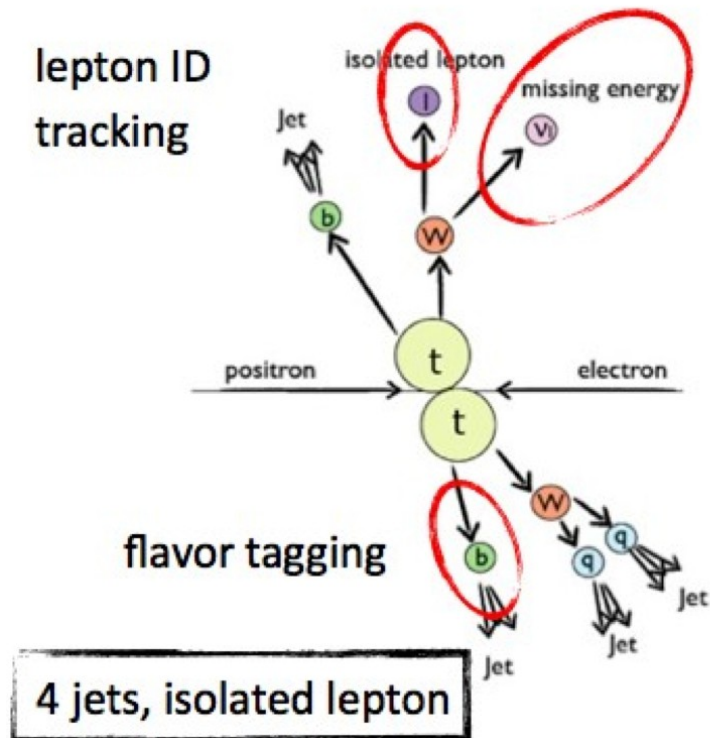 lepton ID
tracking
isolated lepton
l
missing energy
νl
Jet
b
W
t
positron
electron
t
W
flavor tagging
b
q
q
Jet
Jet
Jet
4 jets, isolated lepton